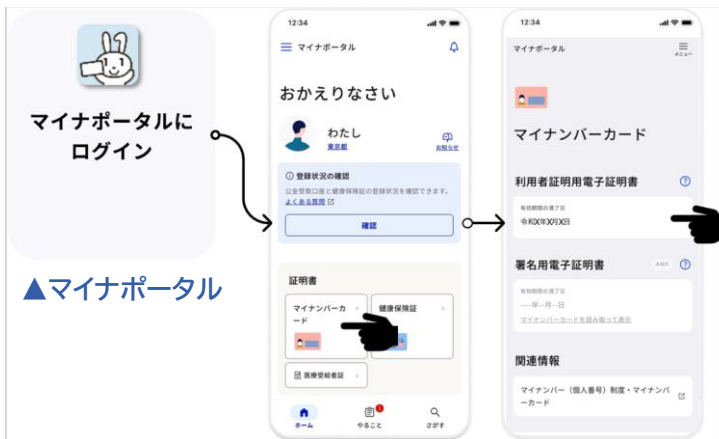 マイナポータルに
ログイン
▲マイナポータル
12:34
マイナポータル
おかえりなさい
わたし
東京都
お知らせ
登録状況の確認
公金受取口座と健康保険証の登録状況を確認できます。
よくある質問
確認
証明書
マイナンバーカ
ード
健康保険証
医療受給者証
ホーム
やること
さがす
12:34
マイナポータル
メニュー
マイナンバーカード
利用者証明用電子証明書
有効期間の満了日
令和X年X月X日
署名用電子証明書
有効期間の満了日
--年--月--日
マイナンバーカードを読み取って表示
関連情報
マイナンバー（個人番号）制度・マイナンバ
ーカード